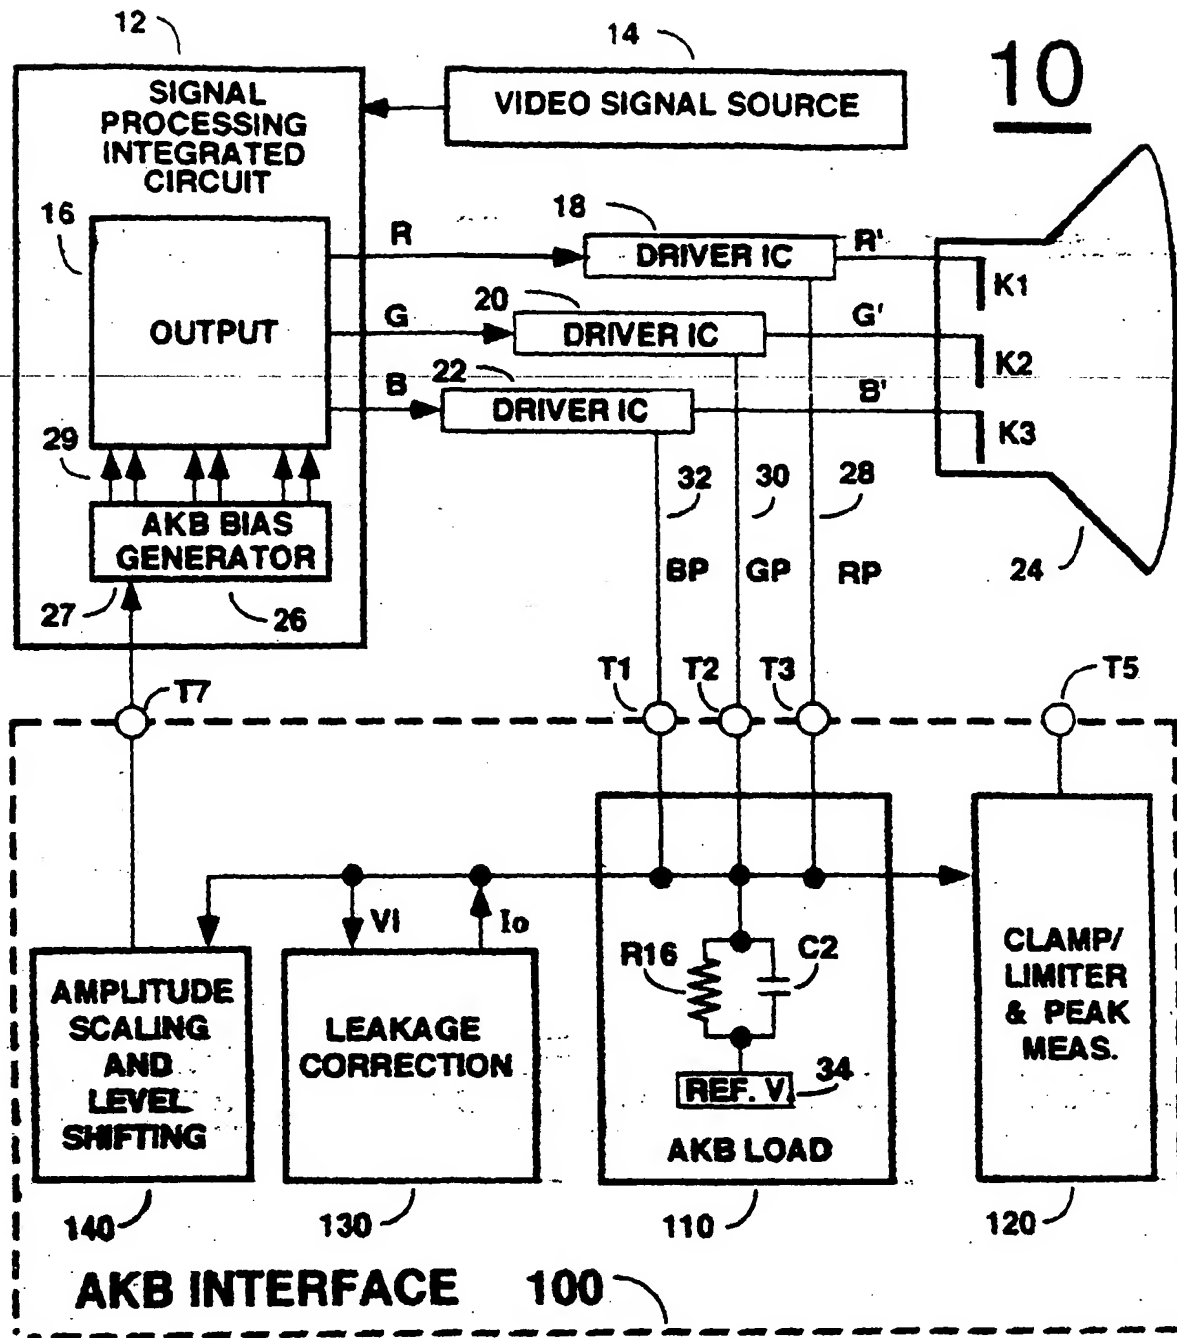 12
14
10
SIGNAL
PROCESSING
INTEGRATED
CIRCUIT
VIDEO SIGNAL SOURCE
16
18
R
DRIVER IC
R'
K1
OUTPUT
20
G
DRIVER IC
G'
K2
22
B
DRIVER IC
B'
K3
29
32
30
28
AKB BIAS
GENERATOR
BP
GP
RP
24
27
26
T7
T1
T2
T3
T5
VI
Io
R16
C2
AMPLITUDE
SCALING
AND
LEVEL
SHIFTING
LEAKAGE
CORRECTION
REF. V.
34
AKB LOAD
CLAMP/
LIMITER
& PEAK
MEAS.
140
130
110
120
AKB INTERFACE 100